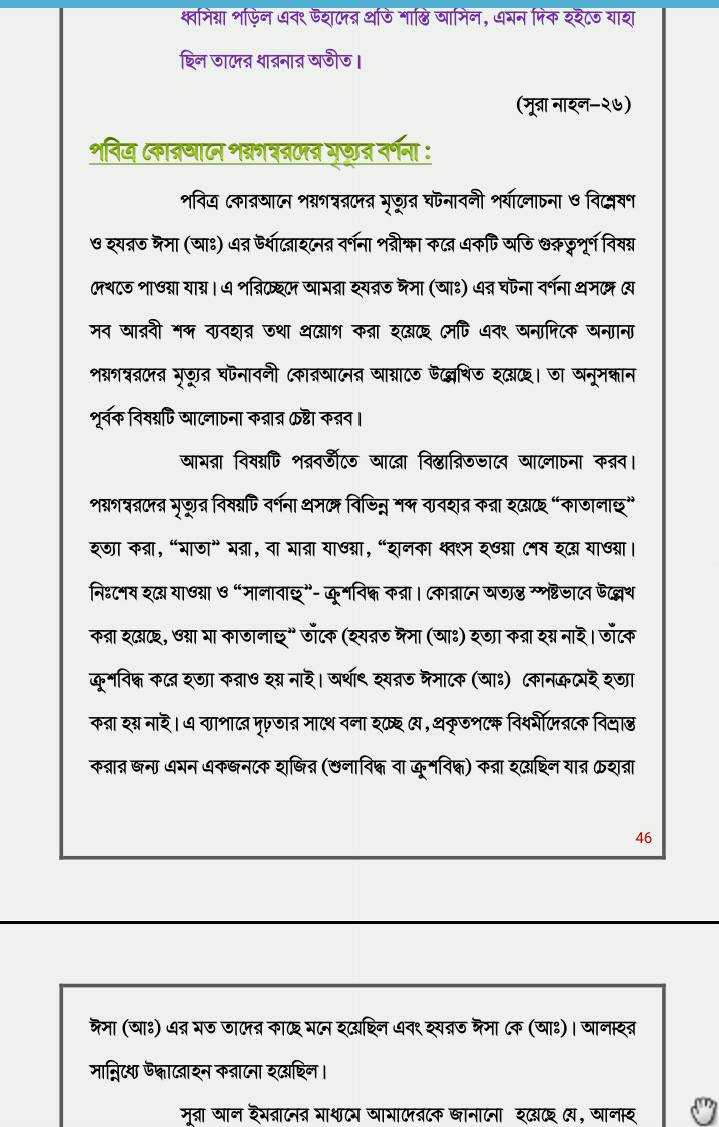 ধ্বসিয়া পড়িল এবং উহাদের প্রতি শাস্তি আসিল, এমন দিক হইতে যাহা
ছিল তাদের ধারনার অতীত।
(সুরা নাহল–২৬)
পবিত্র কোরআনে পয়গম্বরদের মৃত্যুর বর্ণনা :
পবিত্র কোরআনে পয়গম্বরদের মৃত্যুর ঘটনাবলী পর্যালোচনা ও বিশ্লেষণ
ও হযরত ঈসা (আঃ) এর উর্ধারোহনের বর্ণনা পরীক্ষা করে একটি অতি গুরুত্বপূর্ণ বিষয়
দেখতে পাওয়া যায়। এ পরিচ্ছেদে আমরা হযরত ঈসা (আঃ) এর ঘটনা বর্ণনা প্রসঙ্গে যে
সব আরবী শব্দ ব্যবহার তথা প্রয়োগ করা হয়েছে সেটি এবং অন্যদিকে অন্যান্য
পয়গম্বরদের মৃত্যুর ঘটনাবলী কোরআনের আয়াতে উল্লেখিত হয়েছে। তা অনুসন্ধান
পূর্বক বিষয়টি আলোচনা করার চেষ্টা করব।
আমরা বিষয়টি পরবর্তীতে আরো বিস্তারিতভাবে আলোচনা করব।
পয়গম্বরদের মৃত্যুর বিষয়টি বর্ণনা প্রসঙ্গে বিভিন্ন শব্দ ব্যবহার করা হয়েছে “কাতালাহু”
হত্যা করা, “মাতা” মরা, বা মারা যাওয়া, “হালকা ধ্বংস হওয়া শেষ হয়ে যাওয়া।
নিঃশেষ হয়ে যাওয়া ও “সালাবাহু”- ক্রুশবিদ্ধ করা। কোরানে অত্যন্ত স্পষ্টভাবে উল্লেখ
করা হয়েছে, ওয়া মা কাতালাহু” তাঁকে (হযরত ঈসা (আঃ) হত্যা করা হয় নাই। তাঁকে
ক্রুশবিদ্ধ করে হত্যা করাও হয় নাই। অর্থাৎ হযরত ঈসাকে (আঃ) কোনক্রমেই হত্যা
করা হয় নাই। এ ব্যাপারে দৃঢ়তার সাথে বলা হচ্ছে যে, প্রকৃতপক্ষে বিধর্মীদেরকে বিভ্রান্ত
করার জন্য এমন একজনকে হাজির (শুলাবিদ্ধ বা ক্রুশবিদ্ধ) করা হয়েছিল যার চেহারা
46
ঈসা (আঃ) এর মত তাদের কাছে মনে হয়েছিল এবং হযরত ঈসা কে (আঃ)। আলাহর
সান্নিধ্যে উদ্ধারোহন করানো হয়েছিল।
সুরা আল ইমরানের মাধ্যমে আমাদেরকে জানানো হয়েছে যে, আলাহ